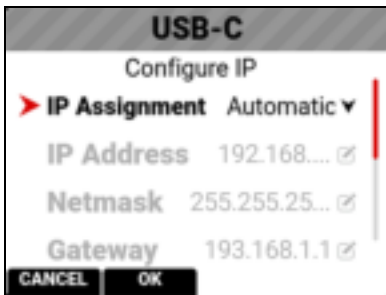 USB-C
Configure IP
IP Assignment Automatic
IP Address 192.168....
Netmask 255.255.25...
Gateway 193.168.1.1
CANCEL OK